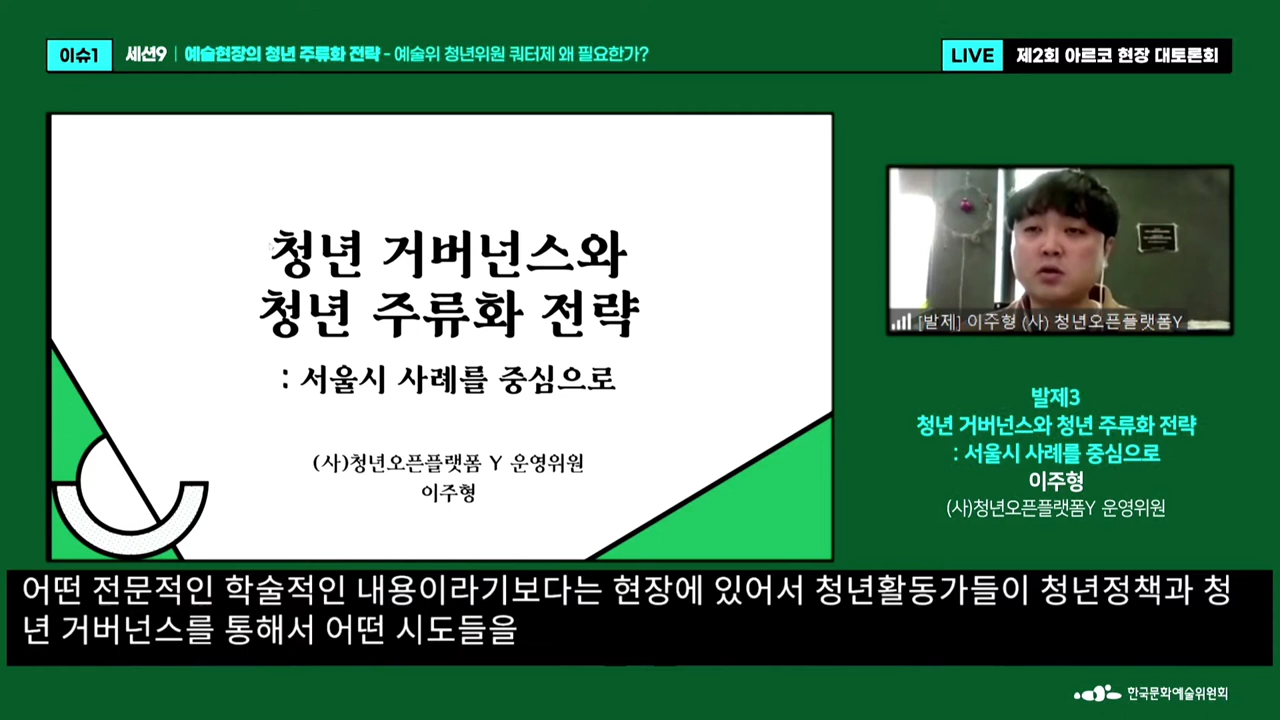 이슈1
세션9 | 예술현장의 청년 주류화 전략 - 예술위 청년위원 쿼터제 왜 필요한가?
LIVE 제2회 아르코 현장 대토론회
청년 거버넌스와
청년 주류화 전략
: 서울시 사례를 중심으로
(사)청년오픈플랫폼 Y 운영위원
이주형
[발제] 이주형 (사) 청년오픈플랫폼Y
발제3
청년 거버넌스와 청년 주류화 전략
: 서울시 사례를 중심으로
이주형
(사)청년오픈플랫폼Y 운영위원
어떤 전문적인 학술적인 내용이라기보다는 현장에 있어서 청년활동가들이 청년정책과 청
년 거버넌스를 통해서 어떤 시도들을
한국문화예술위원회